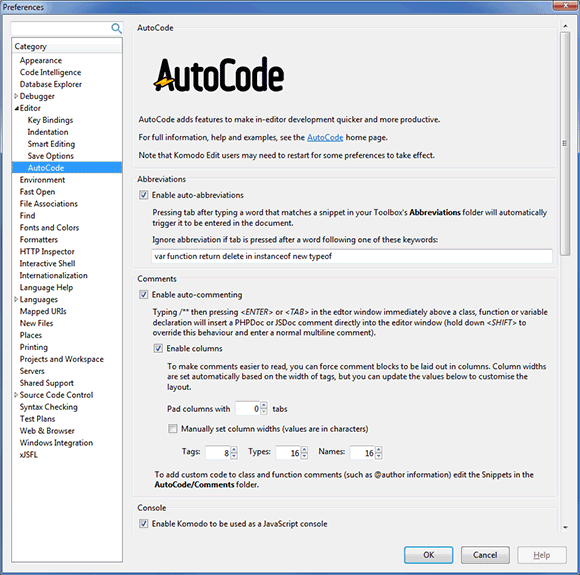 Preferences
Category
Appearance
Code Intelligence
Database Explorer
Debugger
Editor
Key Bindings
Indentation
Smart Editing
Save Options
AutoCode
Environment
Fast Open
File Associations
Find
Fonts and Colors
Formatters
HTTP Inspector
Interactive Shell
Internationalization
Language Help
Languages
Mapped URIs
New Files
Places
Printing
Projects and Workspace
Servers
Shared Support
Source Code Control
Syntax Checking
Test Plans
Web & Browser
Windows Integration
xJSFL
AutoCode
AutoCode
AutoCode adds features to make in-editor development quicker and more productive.
For full information, help and examples, see the AutoCode home page.
Note that Komodo Edit users may need to restart for some preferences to take effect.
Abbreviations
Enable auto-abbreviations
Pressing tab after typing a word that matches a snippet in your Toolbox's Abbreviations folder will automatically
trigger it to be entered in the document.
Ignore abbreviation if tab is pressed after a word following one of these keywords:
var function return delete in instanceof new typeof
Comments
Enable auto-commenting
Typing /** then pressing <ENTER> or <TAB> in the edtor window immediately above a class, function or variable
declaration will insert a PHPDoc or JSDoc comment directly into the editor window (hold down <SHIFT> to
override this behaviour and enter a normal multiline comment).
Enable columns
To make comments easier to read, you can force comment blocks to be laid out in columns. Column widths
are set automatically based on the width of tags, but you can update the values below to customise the
layout.
Pad columns with 0 tabs
Manually set column widths (values are in characters)
Tags: 8 Types: 16 Names: 16
To add custom code to class and function comments (such as @author information) edit the Snippets in the
AutoCode/Comments folder.
Console
Enable Komodo to be used as a JavaScript console
OK Cancel Help